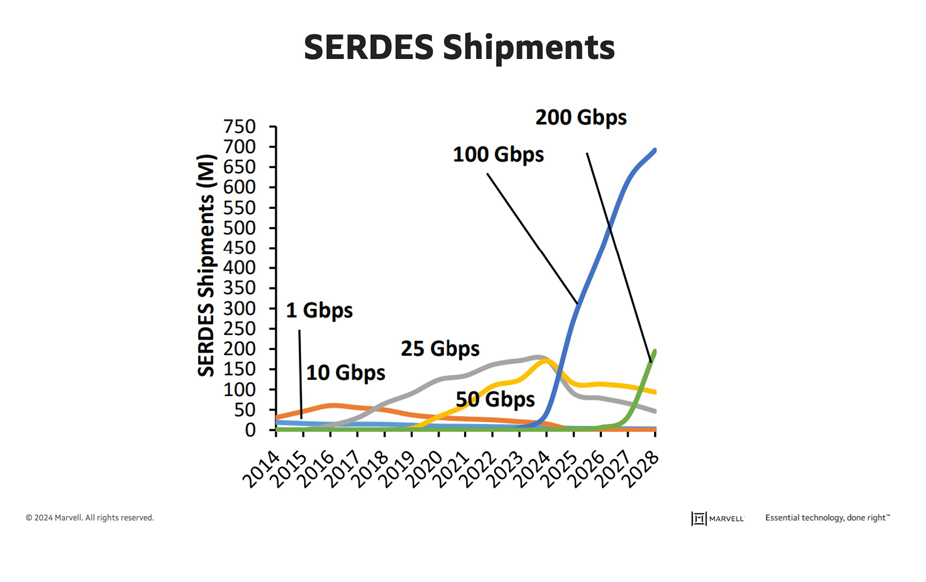 SERDES Shipments
200 Gbps
100 Gbps
1 Gbps
10 Gbps
25 Gbps
50 Gbps
SERDES Shipments (M)
750
700
650
600
550
500
450
400
350
300
250
200
150
100
50
0
2014
2015
2016
2017
2018
2019
2020
2021
2022
2023
2024
2025
2026
2027
2028
© 2024 Marvell. All rights reserved.
MARVELL
Essential technology, done right™